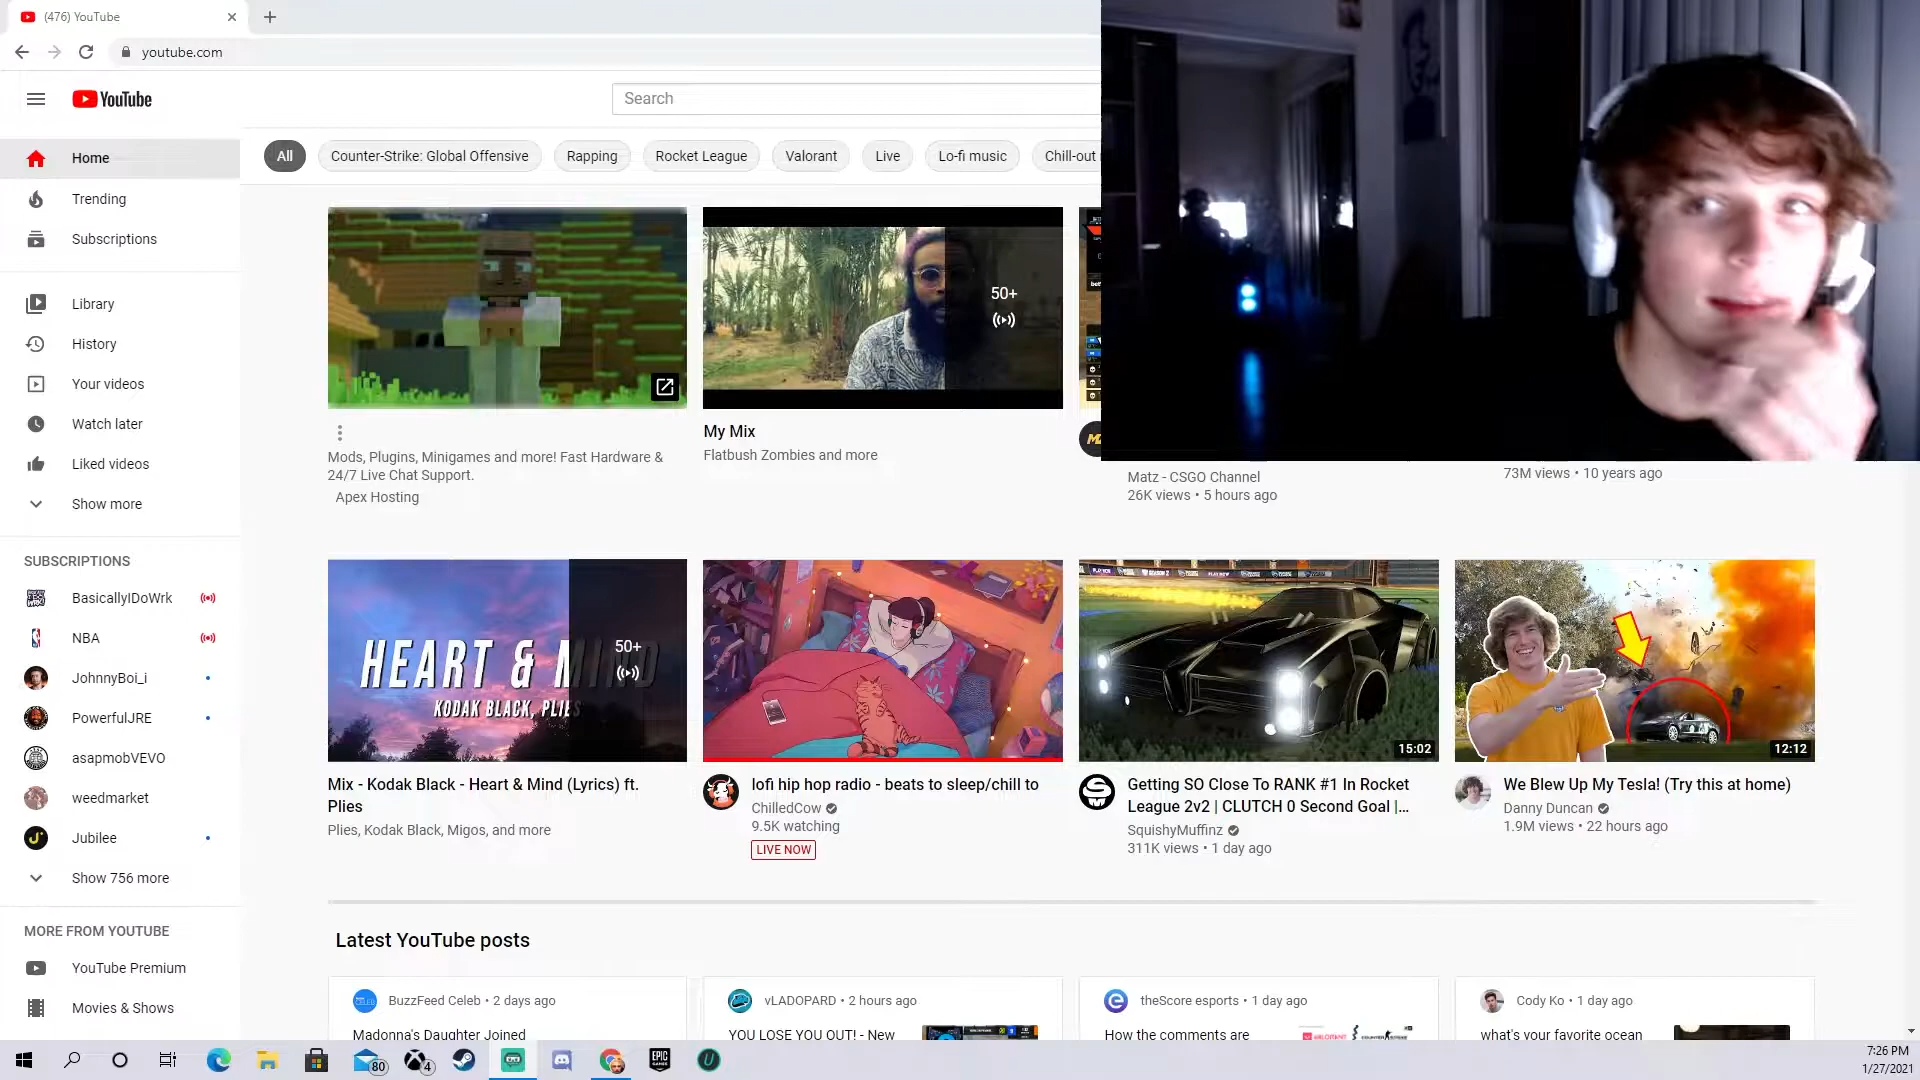 (476) YouTube
youtube.com
YouTube
Search
Home
Trending
Subscriptions
Library
History
Your videos
Watch later
Liked videos
Show more
SUBSCRIPTIONS
BasicallyIDoWrk
NBA
JohnnyBoi_i
PowerfulJRE
asapmobVEVO
weedmarket
Jubilee
Show 756 more
MORE FROM YOUTUBE
YouTube Premium
Movies & Shows
All
Counter-Strike: Global Offensive
Rapping
Rocket League
Valorant
Live
Lo-fi music
Chill-out
Mods, Plugins, Minigames and more! Fast Hardware &
24/7 Live Chat Support.
Apex Hosting
50+
My Mix
Flatbush Zombies and more
Matz - CSGO Channel
26K views • 5 hours ago
73M views • 10 years ago
HEART & MIND
KODAK BLACK, PLIES
50+
Mix - Kodak Black - Heart & Mind (Lyrics) ft.
Plies
Plies, Kodak Black, Migos, and more
lofi hip hop radio - beats to sleep/chill to
ChilledCow
9.5K watching
LIVE NOW
15:02
Getting SO Close To RANK #1 In Rocket
League 2v2 | CLUTCH 0 Second Goal |...
SquishyMuffinz
311K views • 1 day ago
12:12
We Blew Up My Tesla! (Try this at home)
Danny Duncan
1.9M views • 22 hours ago
Latest YouTube posts
BuzzFeed Celeb • 2 days ago
Madonna's Daughter Joined
vLADOPARD • 2 hours ago
YOU LOSE YOU OUT! - New
theScore esports • 1 day ago
How the comments are
Cody Ko • 1 day ago
what's your favorite ocean
80
4
EPIC
GAMES
7:26 PM
1/27/2021